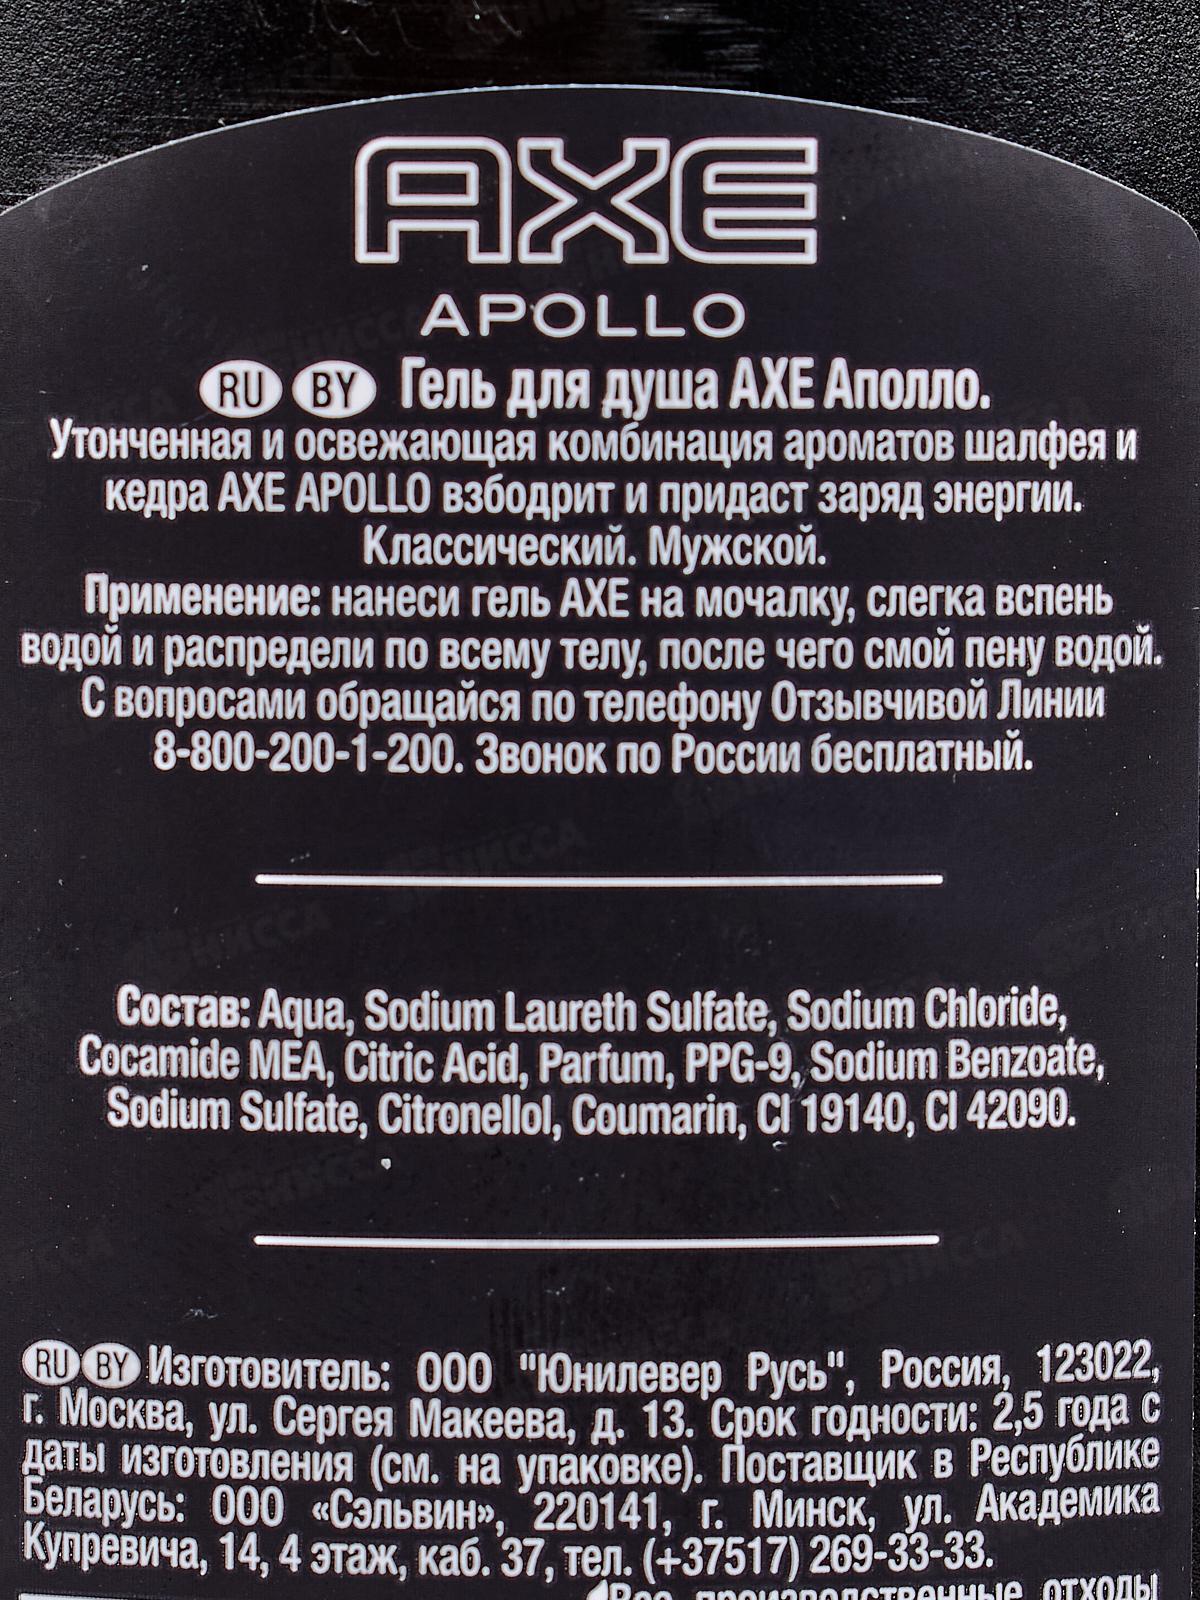 AXE
APOLLO
RU BY Гель для душа AXE Аполло.
Утонченная и освежающая комбинация ароматов шалфея и
кедра AXE APOLLO взбодрит и придаст заряд энергии.
Классический. Мужской.
Применение: нанеси гель AXE на мочалку, слегка вспень
водой и распредели по всему телу, после чего смой пену водой.
С вопросами обращайся по телефону Отзывчивой Линии
8-800-200-1-200. Звонок по России бесплатный.
Состав: Aqua, Sodium Laureth Sulfate, Sodium Chloride,
Cocamide MEA, Citric Acid, Parfum, PPG-9, Sodium Benzoate,
Sodium Sulfate, Citronellol, Coumarin, CI 19140, CI 42090.
RU BY Изготовитель: ООО "Юнилевер Русь", Россия, 123022,
г. Москва, ул. Сергея Макеева, д. 13. Срок годности: 2,5 года с
даты изготовления (см. на упаковке). Поставщик в Республике
Беларусь: ООО «Сэльвин», 220141, г. Минск, ул. Академика
Купревича, 14, 4 этаж, каб. 37, тел. (+37517) 269-33-33.
Все производственные отходы